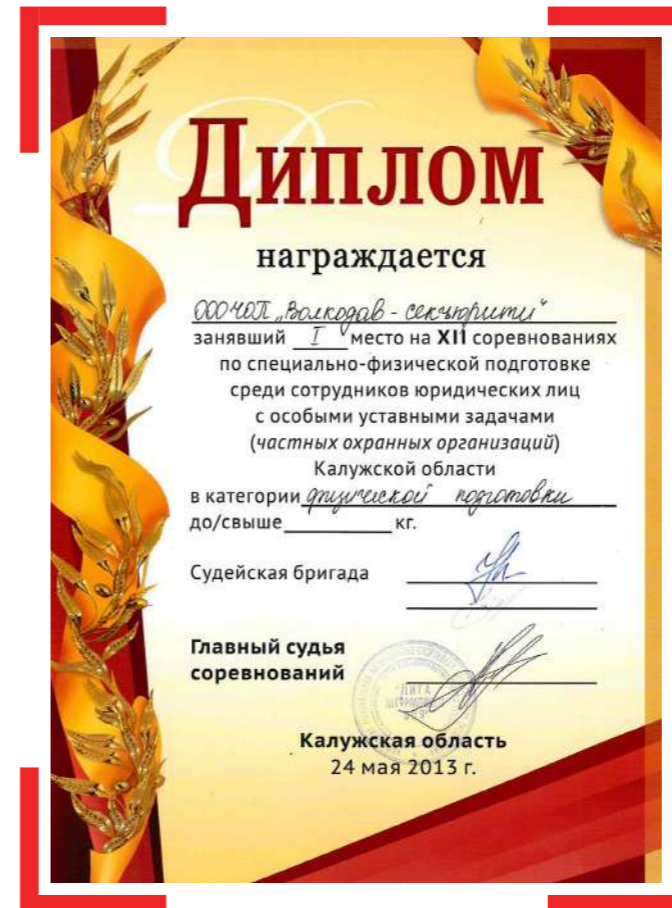 Диплом
награждается
ООО ЧОП „Волкодав - секьюрити“
занявший I место на XII соревнованиях
по специально-физической подготовке
среди сотрудников юридических лиц
с особыми уставными задачами
(частных охранных организаций)
Калужской области
в категории физической подготовки
до/свыше__________кг.
Судейская бригада
Главный судья
соревнований
ЛИГА
Калужская область
24 мая 2013 г.